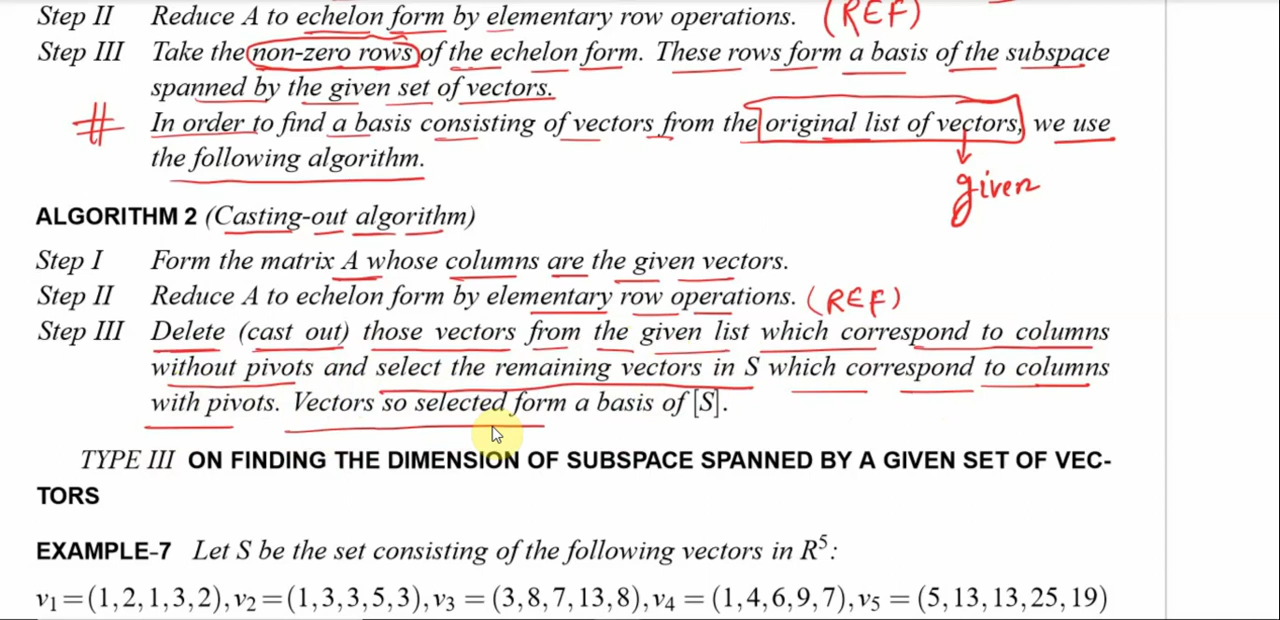 Step II Reduce A to echelon form by elementary row operations. (REF)
Step III Take the non-zero rows of the echelon form. These rows form a basis of the subspace
spanned by the given set of vectors.
# In order to find a basis consisting of vectors from the original list of vectors, we use
the following algorithm.
given
ALGORITHM 2 (Casting-out algorithm)
Step I Form the matrix A whose columns are the given vectors.
Step II Reduce A to echelon form by elementary row operations. (REF)
Step III Delete (cast out) those vectors from the given list which correspond to columns
without pivots and select the remaining vectors in S which correspond to columns
with pivots. Vectors so selected form a basis of [S].
TYPE III ON FINDING THE DIMENSION OF SUBSPACE SPANNED BY A GIVEN SET OF VEC-
TORS
EXAMPLE-7 Let S be the set consisting of the following vectors in R⁵:
v₁=(1,2,1,3,2),v₂=(1,3,3,5,3),v₃ = (3,8,7,13,8),v₄ = (1,4,6,9,7),v₅ = (5,13,13,25,19)